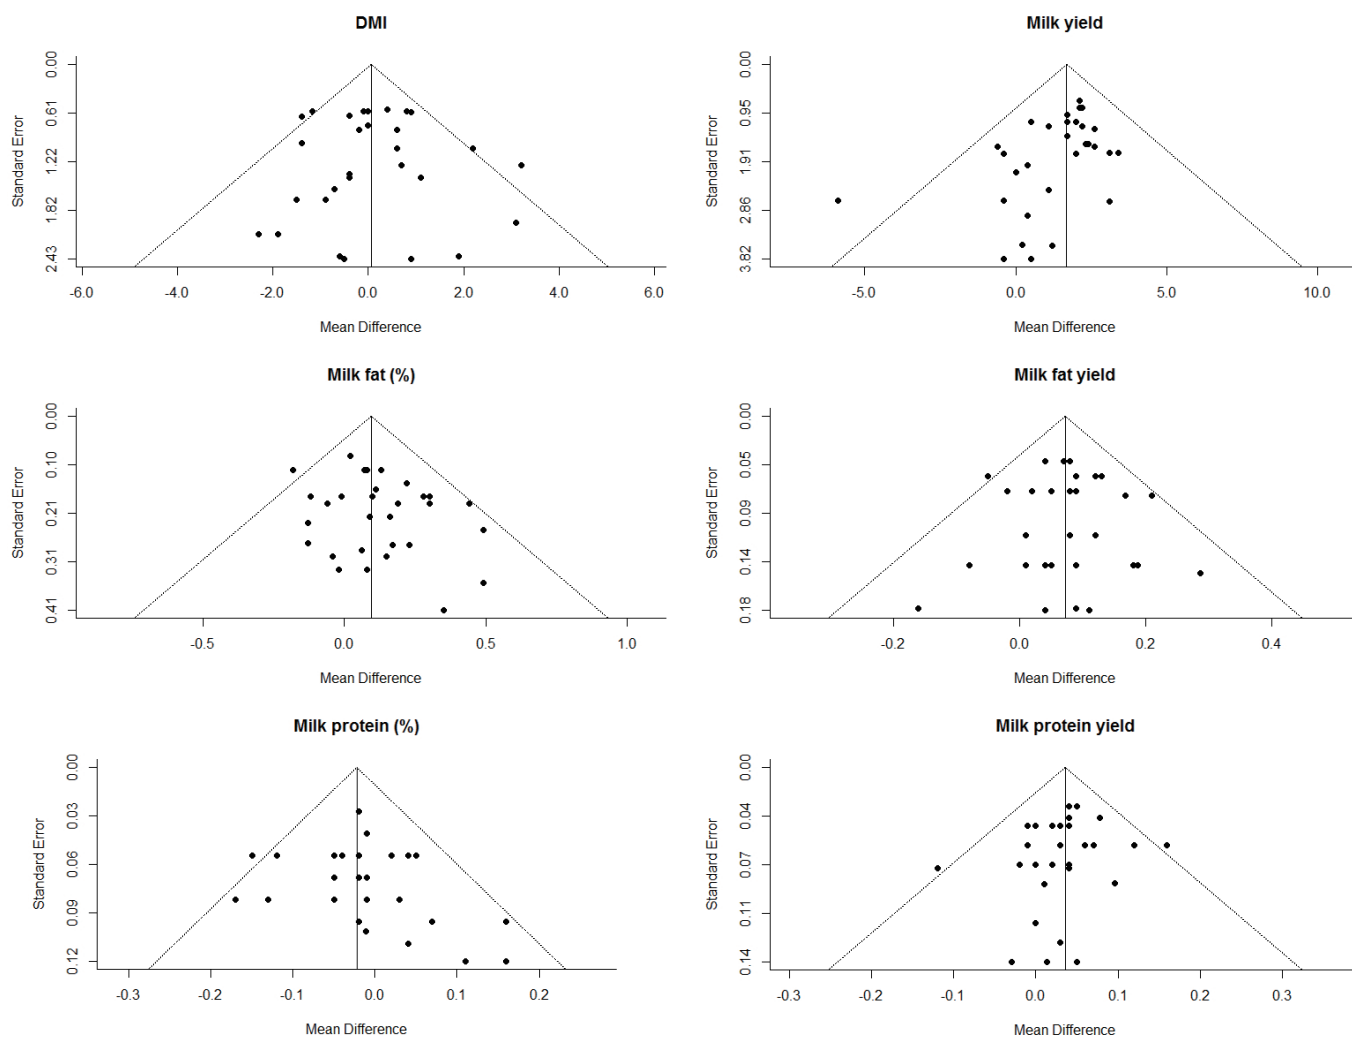 DMI
Standard Error
0.00
0.61
1.22
1.82
2.43
-6.0 -4.0 -2.0 0.0 2.0 4.0 6.0
Mean Difference
Milk yield
Standard Error
0.00
0.95
1.91
2.86
3.82
-5.0 0.0 5.0 10.0
Mean Difference
Milk fat (%)
Standard Error
0.00
0.10
0.21
0.31
0.41
-0.5 0.0 0.5 1.0
Mean Difference
Milk fat yield
Standard Error
0.00
0.05
0.09
0.14
0.18
-0.2 0.0 0.2 0.4
Mean Difference
Milk protein (%)
Standard Error
0.00
0.03
0.06
0.09
0.12
-0.3 -0.2 -0.1 0.0 0.1 0.2
Mean Difference
Milk protein yield
Standard Error
0.00
0.04
0.07
0.11
0.14
-0.3 -0.2 -0.1 0.0 0.1 0.2 0.3
Mean Difference